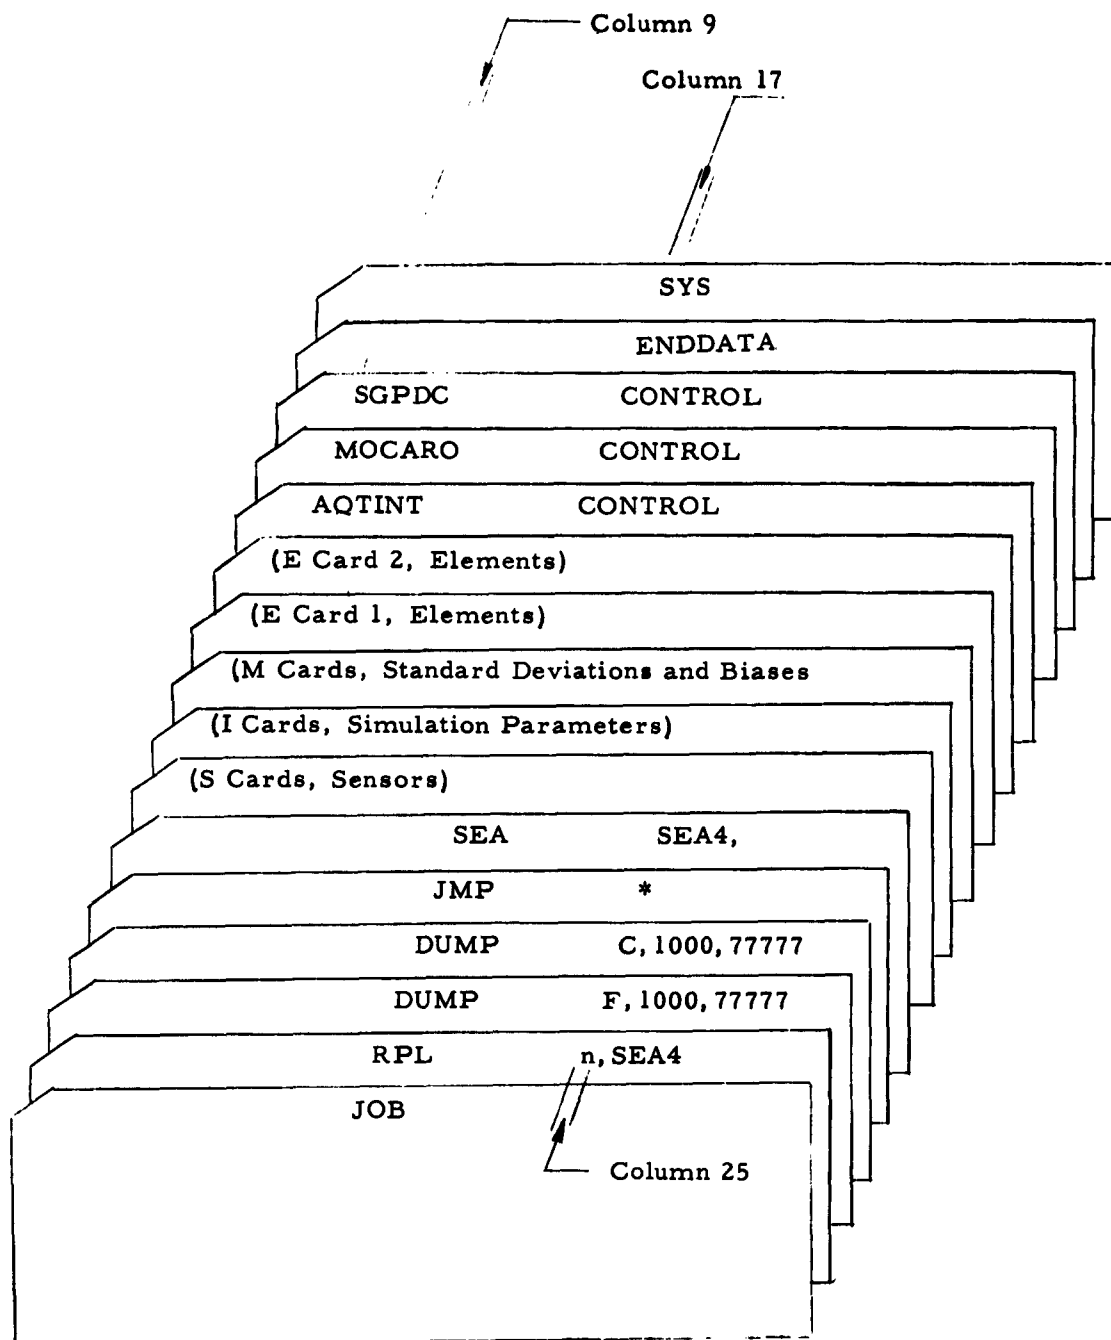 Column 9
Column 17
SYS
ENDDATA
SGPDC CONTROL
MOCARO CONTROL
AQTINT CONTROL
(E Card 2, Elements)
(E Card 1, Elements)
(M Cards, Standard Deviations and Biases
(I Cards, Simulation Parameters)
(S Cards, Sensors)
SEA SEA4,
JMP *
DUMP C, 1000, 77777
DUMP F, 1000, 77777
RPL n, SEA4
JOB
Column 25